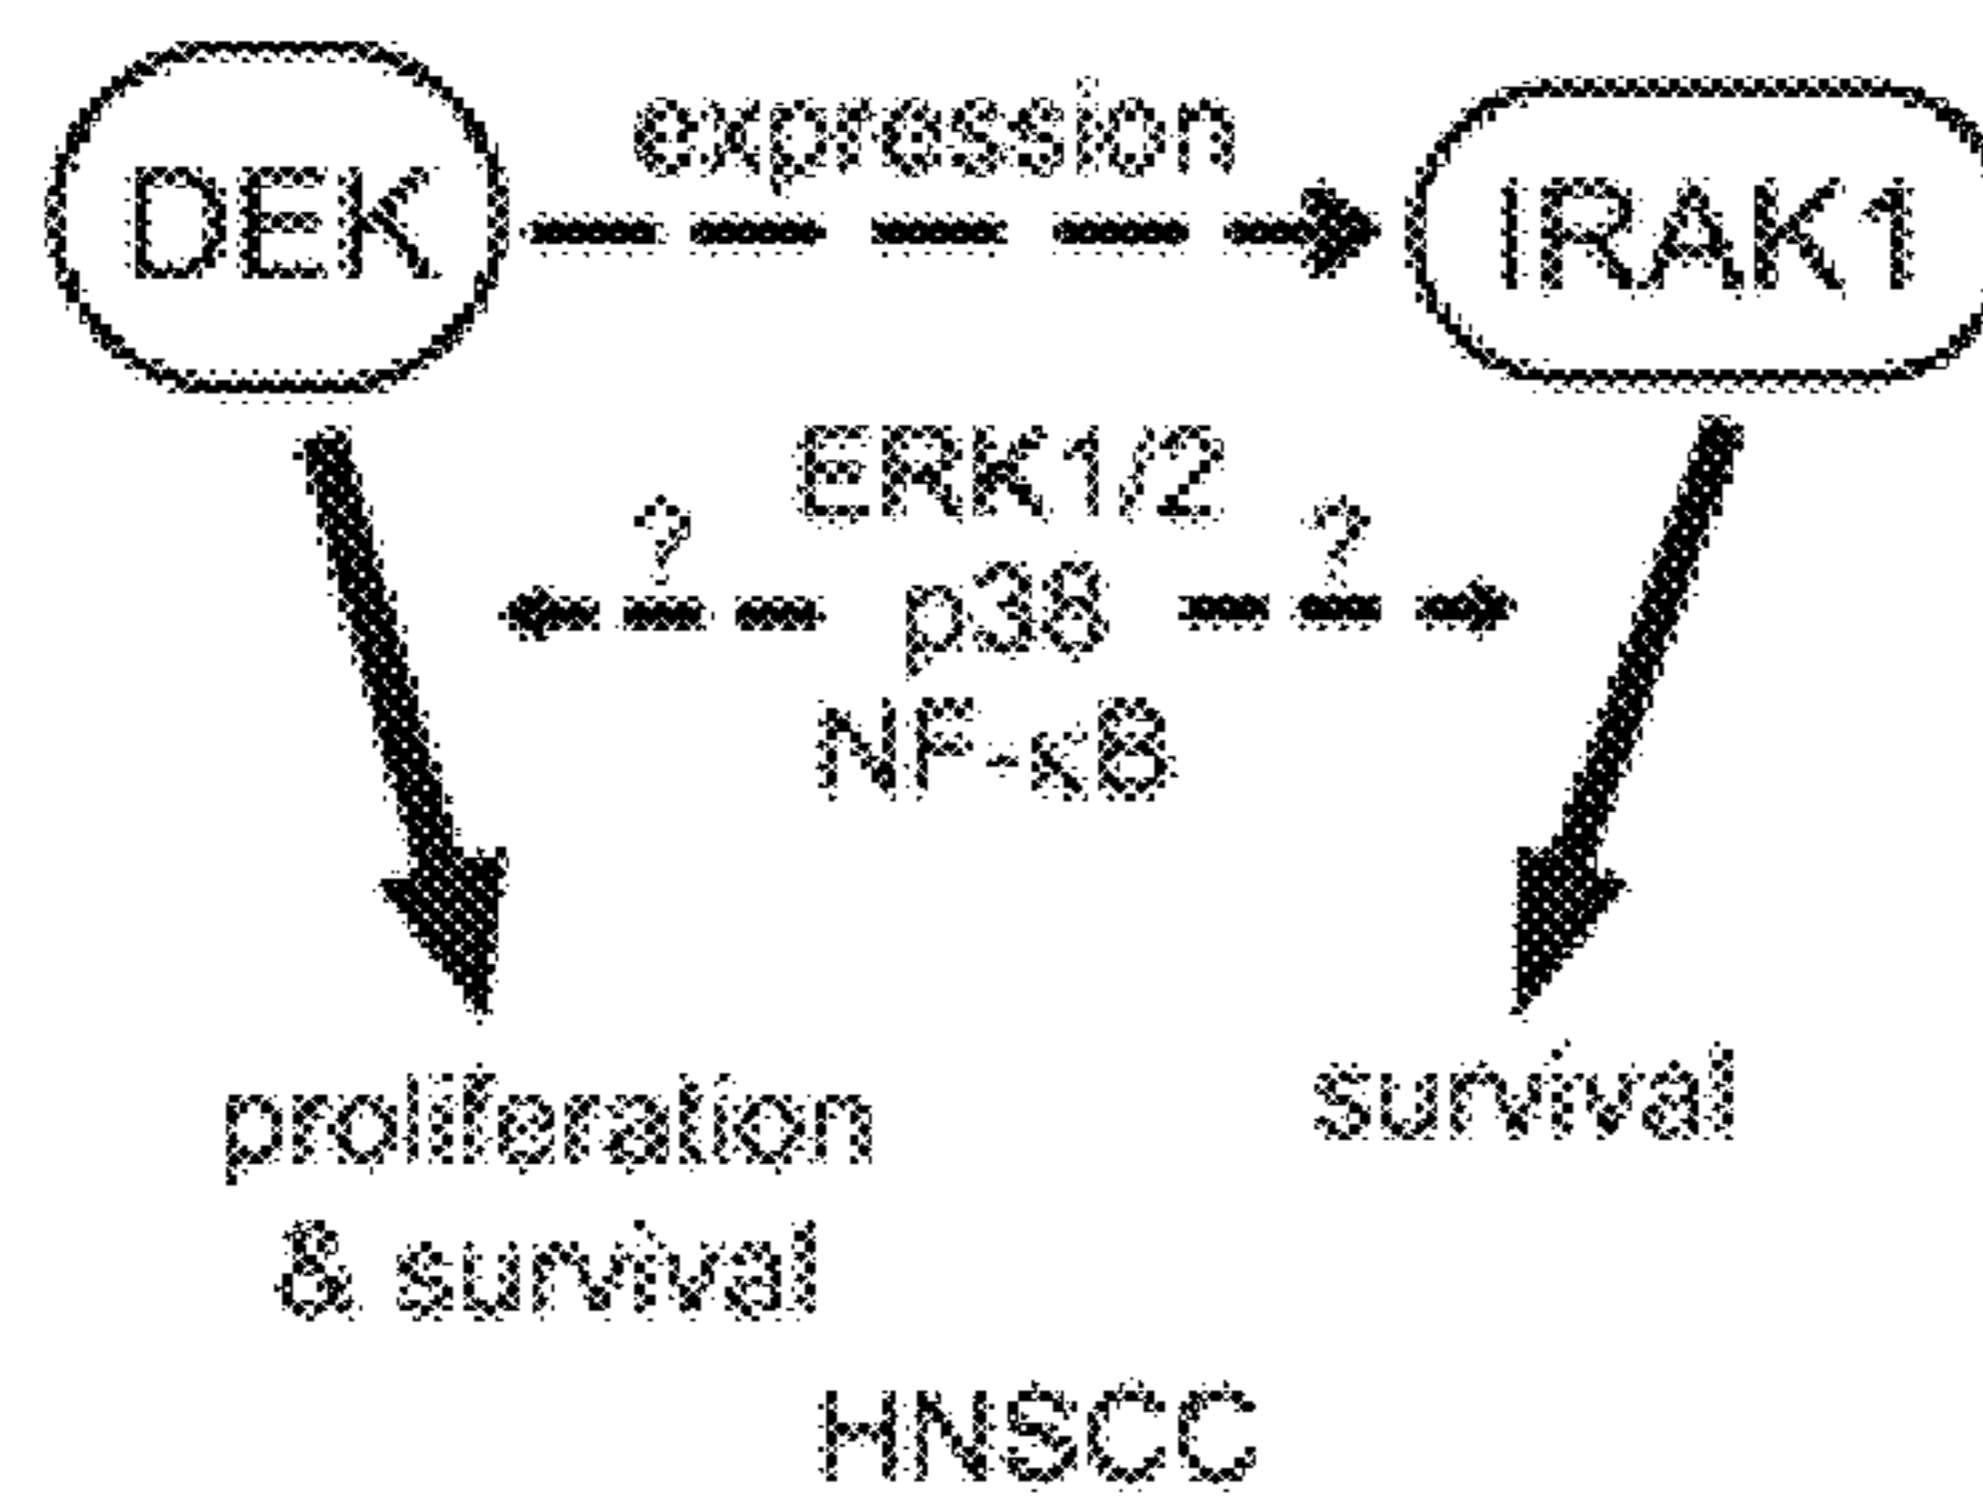 expression
DEK
IRAK1
ERK1/2
? ?
p38
NF-κB
proliferation
& survival
survival
HNSCC